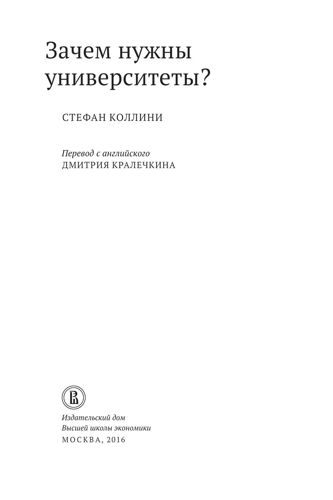 Зачем нужны
университеты?
СТЕФАН КОЛЛИНИ
Перевод с английского
ДМИТРИЯ КРАЛЕЧКИНА
Издательский дом
Высшей школы экономики
МОСКВА, 2016